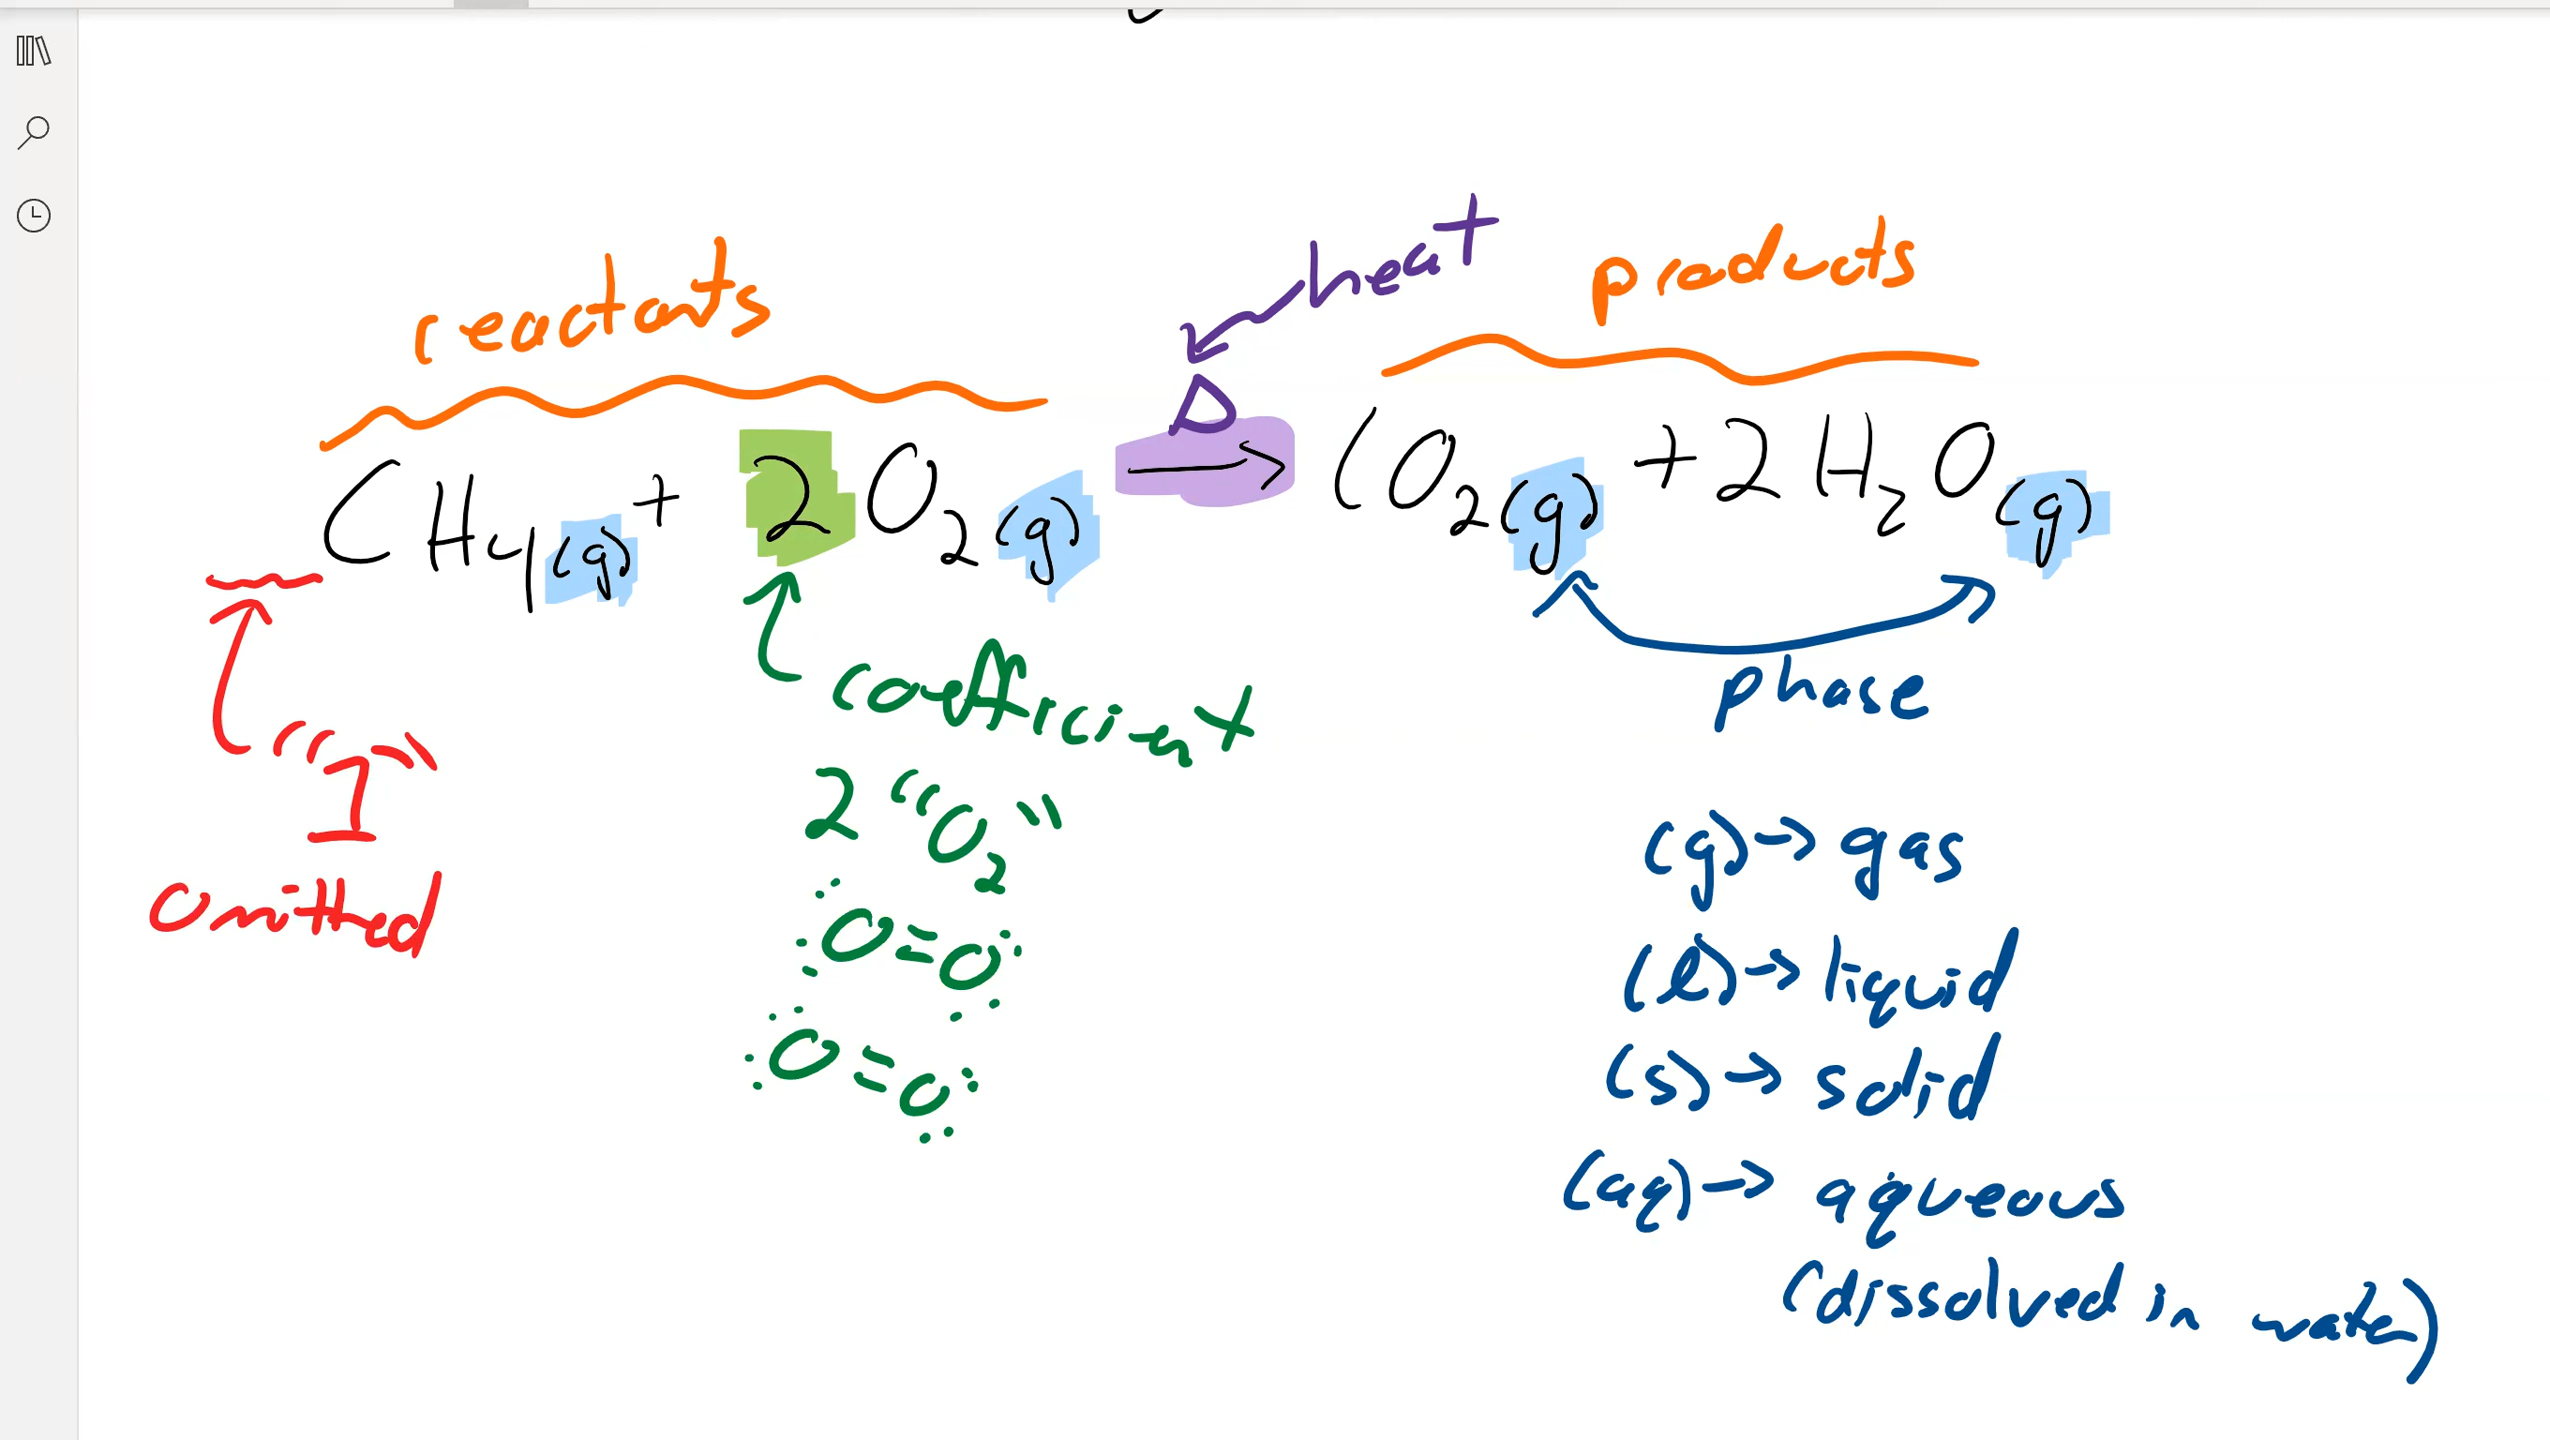 heat
reactants
products
Δ
CH4(g) + 2O2(g) → CO2(g) + 2H2O(g)
coefficient
phase
"1"
omitted
2 "O2"
O=O
O=O
(g) → gas
(l) → liquid
(s) → solid
(aq) → aqueous
(dissolved in water)